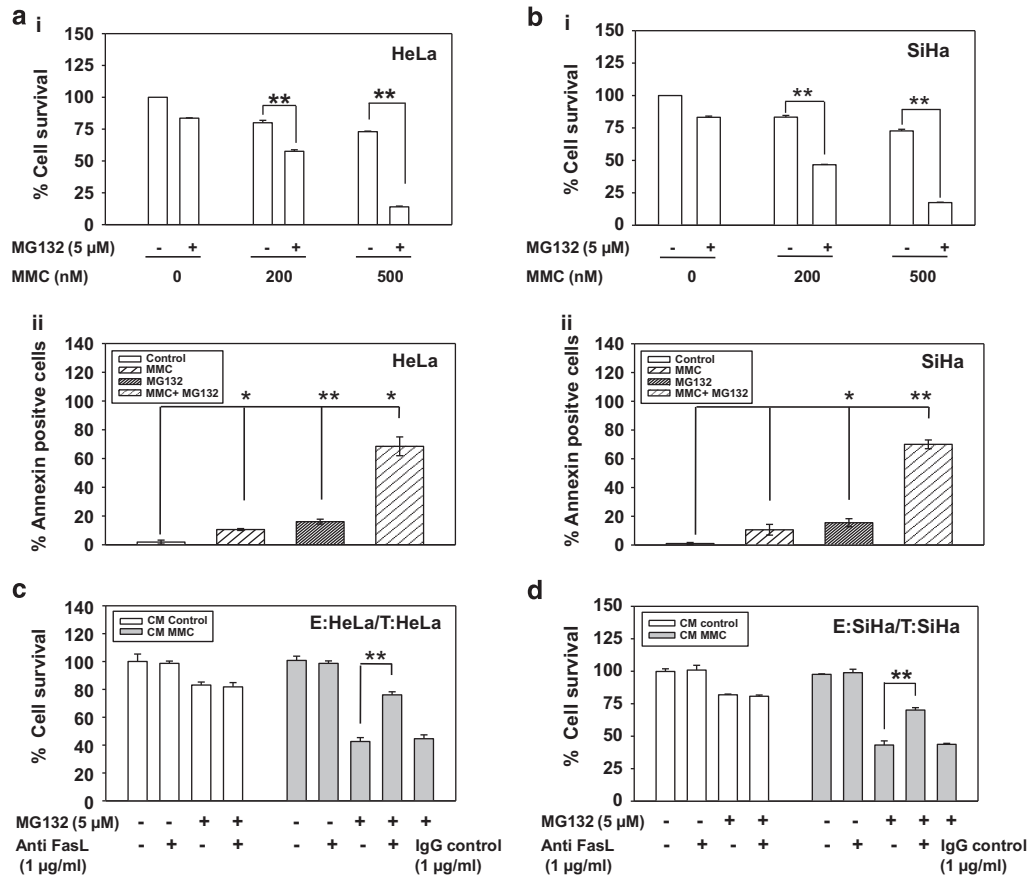 a i
150
125
100
75
50
25
0
% Cell survival
HeLa
** **
MG132 (5 µM) - + - + - +
MMC (nM) 0 200 500
b i
150
125
100
75
50
25
0
% Cell survival
SiHa
** **
MG132 (5 µM) - + - + - +
MMC (nM) 0 200 500
ii
140
120
100
80
60
40
20
0
% Annexin positve cells
Control
MMC
MG132
MMC+ MG132
HeLa
* ** *
ii
140
120
100
80
60
40
20
0
% Annexin positve cells
Control
MMC
MG132
MMC+ MG132
SiHa
* **
c
140
120
100
80
60
40
20
0
% Cell survival
CM Control
CM MMC
E:HeLa/T:HeLa
**
MG132 (5 µM) - - + + - - + + +
Anti FasL - + - + - + - + IgG control
(1 µg/ml) (1 µg/ml)
d
150
125
100
75
50
25
0
% Cell survival
CM control
CM MMC
E:SiHa/T:SiHa
**
MG132 (5 µM) - - + + - - + + +
Anti FasL - + - + - + - + IgG control
(1 µg/ml) (1 µg/ml)